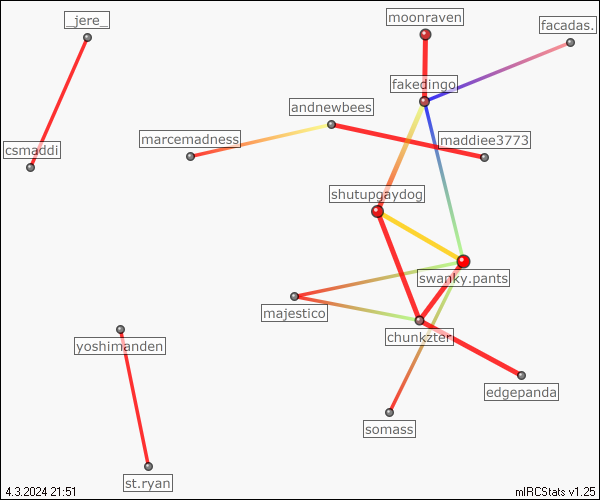 _jere_
moonraven
facadas.
fakedingo
andnewbees
marcemadness
maddiee3773
csmaddi
shutupgaydog
swanky.pants
majestico
chunkzter
yoshimanden
edgepanda
somass
st.ryan
4.3.2024 21:51
mIRCStats v1.25